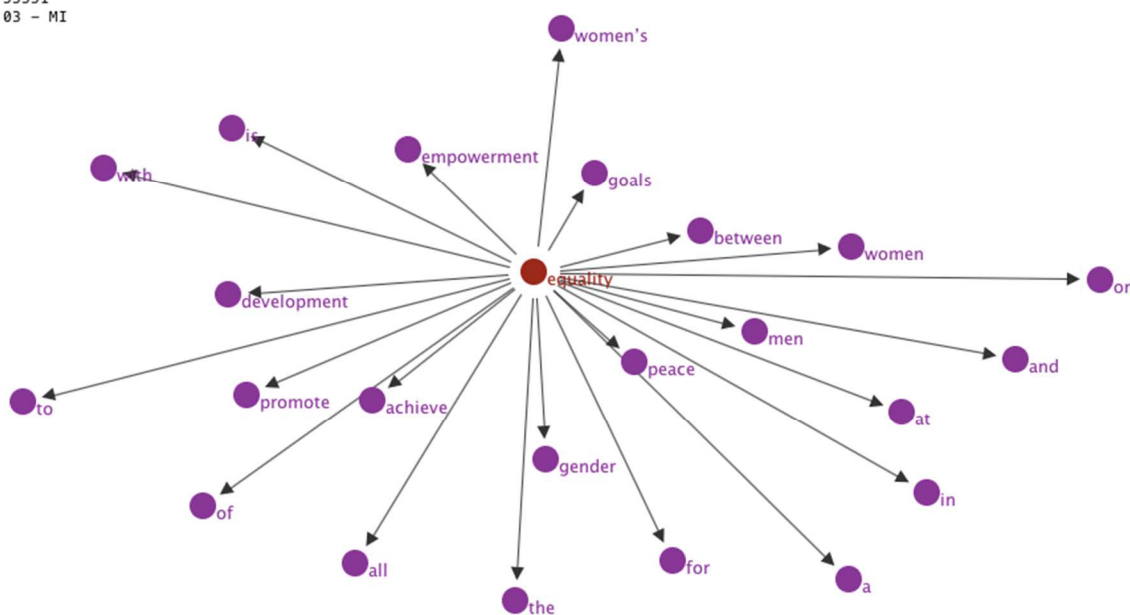 03 - MI
women's
is
empowerment
with
goals
between
women
equality
development
men
and
peace
to
promote
achieve
at
gender
in
of
all
for
a
the